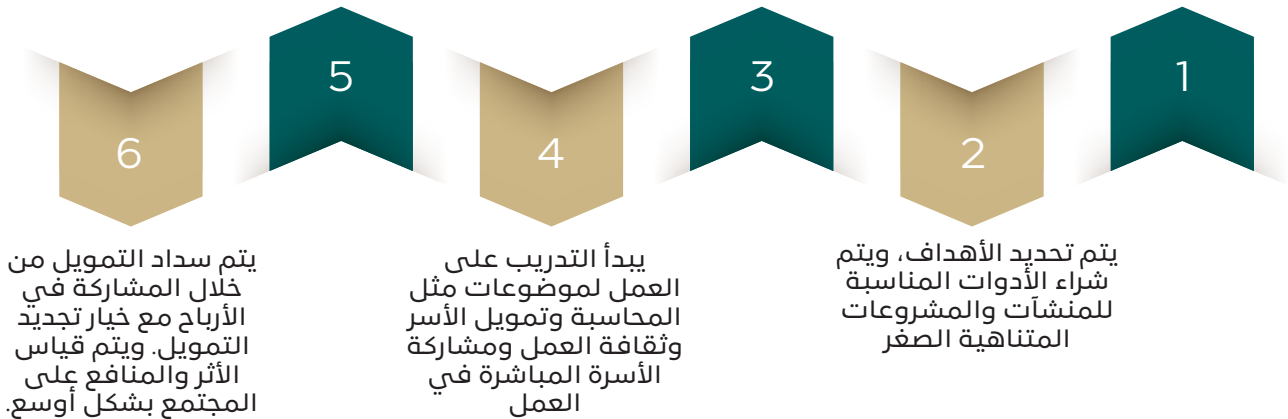 1
2
يتم تحديد الأهداف، ويتم
شراء الأدوات المناسبة
للمنشآت والمشروعات
المتناهية الصغر
3
4
يبدأ التدريب على
العمل لموضوعات مثل
المحاسبة وتمويل الأسر
وثقافة العمل ومشاركة
الأسرة المباشرة في
العمل
5
6
يتم سداد التمويل من
خلال المشاركة في
الأرباح مع خيار تجديد
التمويل. ويتم قياس
الأثر والمنافع على
المجتمع بشكل أوسع.